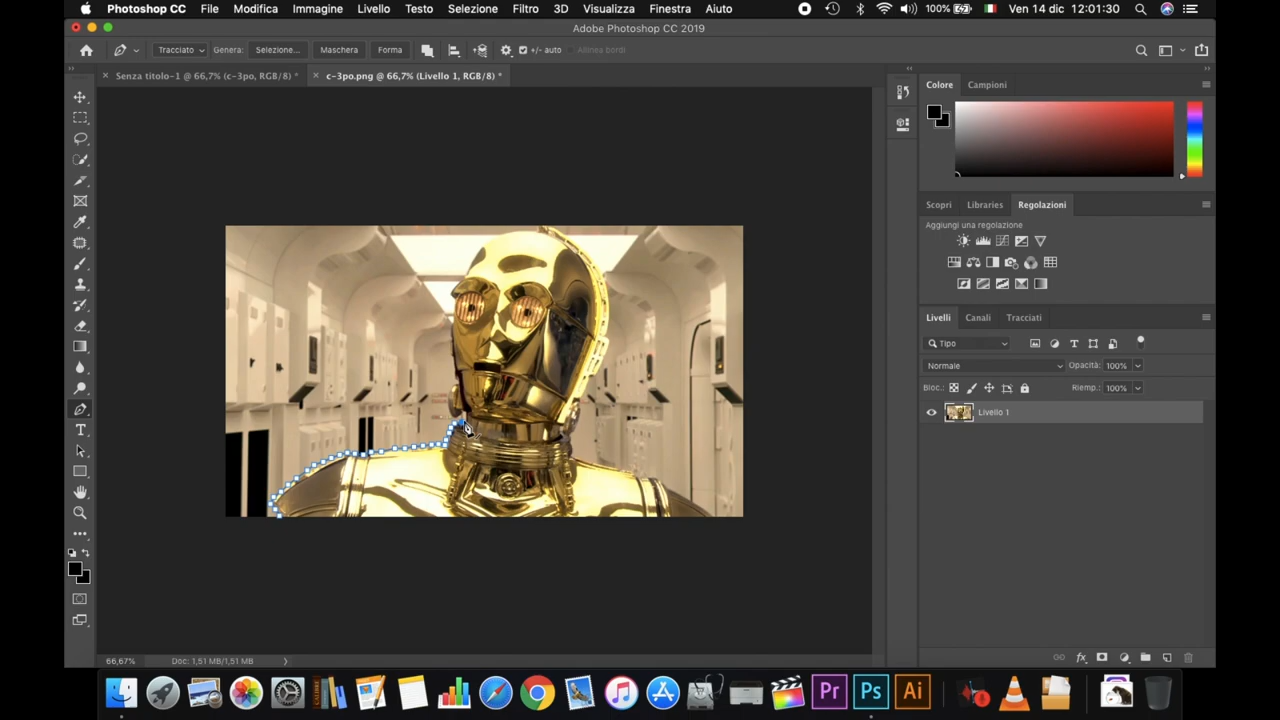 Photoshop CC File Modifica Immagine Livello Testo Selezione Filtro 3D Visualizza Finestra Aiuto 100% Ven 14 dic 12:01:30
Adobe Photoshop CC 2019
Tracciato Genera: Selezione... Maschera Forma +/- auto Allinea bordi
Senza titolo-1 @ 66,7% (c-3po, RGB/8) * c-3po.png @ 66,7% (Livello 1, RGB/8) *
Colore Campioni
Scopri Libraries Regolazioni
Aggiungi una regolazione
Livelli Canali Tracciati
Tipo
Normale Opacità: 100%
Bloc.: Riemp.: 100%
Livello 1
66,67% Doc: 1,51 MB/1,51 MB
Pr Ps Ai